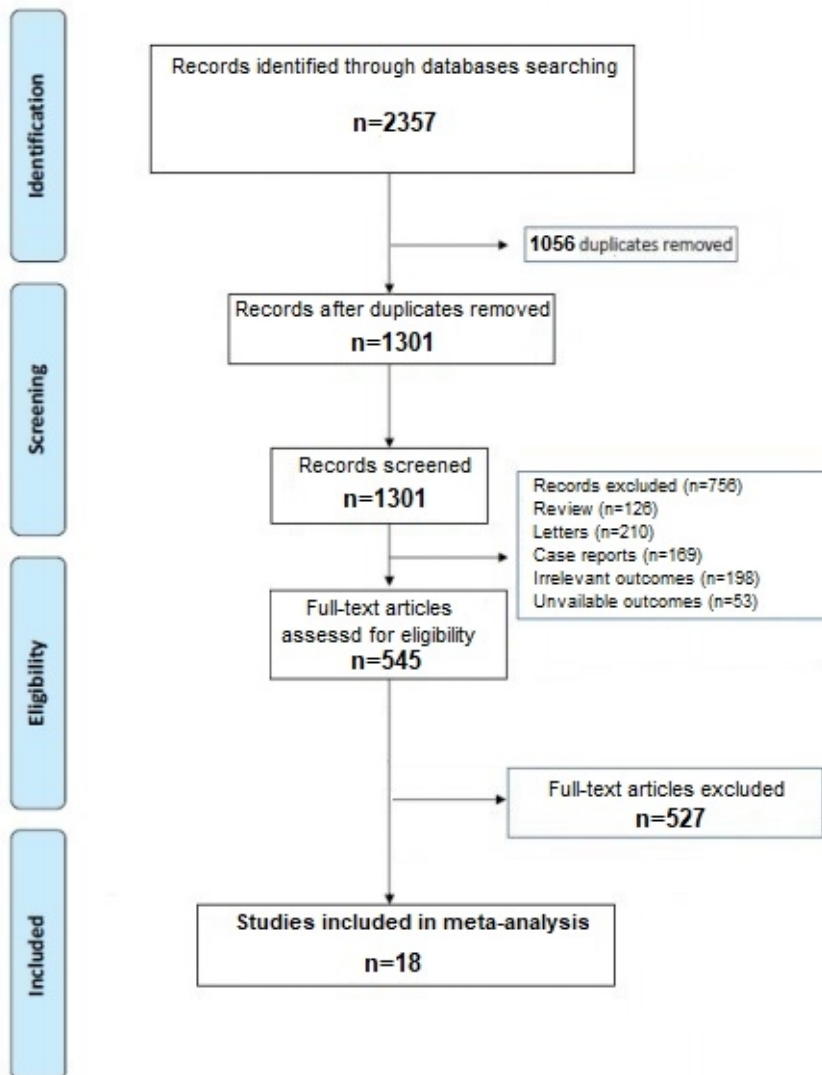 Identification
Records identified through databases searching
n=2357
1056 duplicates removed
Screening
Records after duplicates removed
n=1301
Records screened
n=1301
Records excluded (n=756)
Review (n=126)
Letters (n=210)
Case reports (n=169)
Irrelevant outcomes (n=198)
Unvailable outcomes (n=53)
Eligibility
Full-text articles
assessd for eligibility
n=545
Full-text articles excluded
n=527
Included
Studies included in meta-analysis
n=18